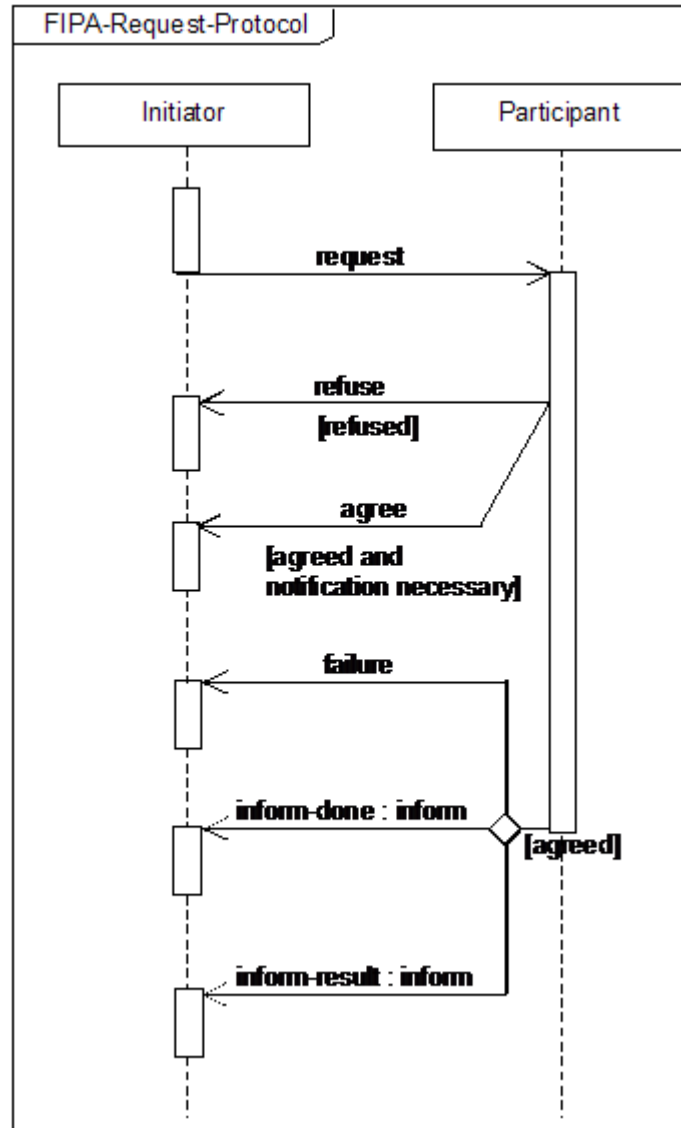 FIPA-Request-Protocol
Initiator
Participant
request
refuse
[refused]
agree
[agreed and
notification necessary]
failure
inform-done : inform
[agreed]
inform-result : inform